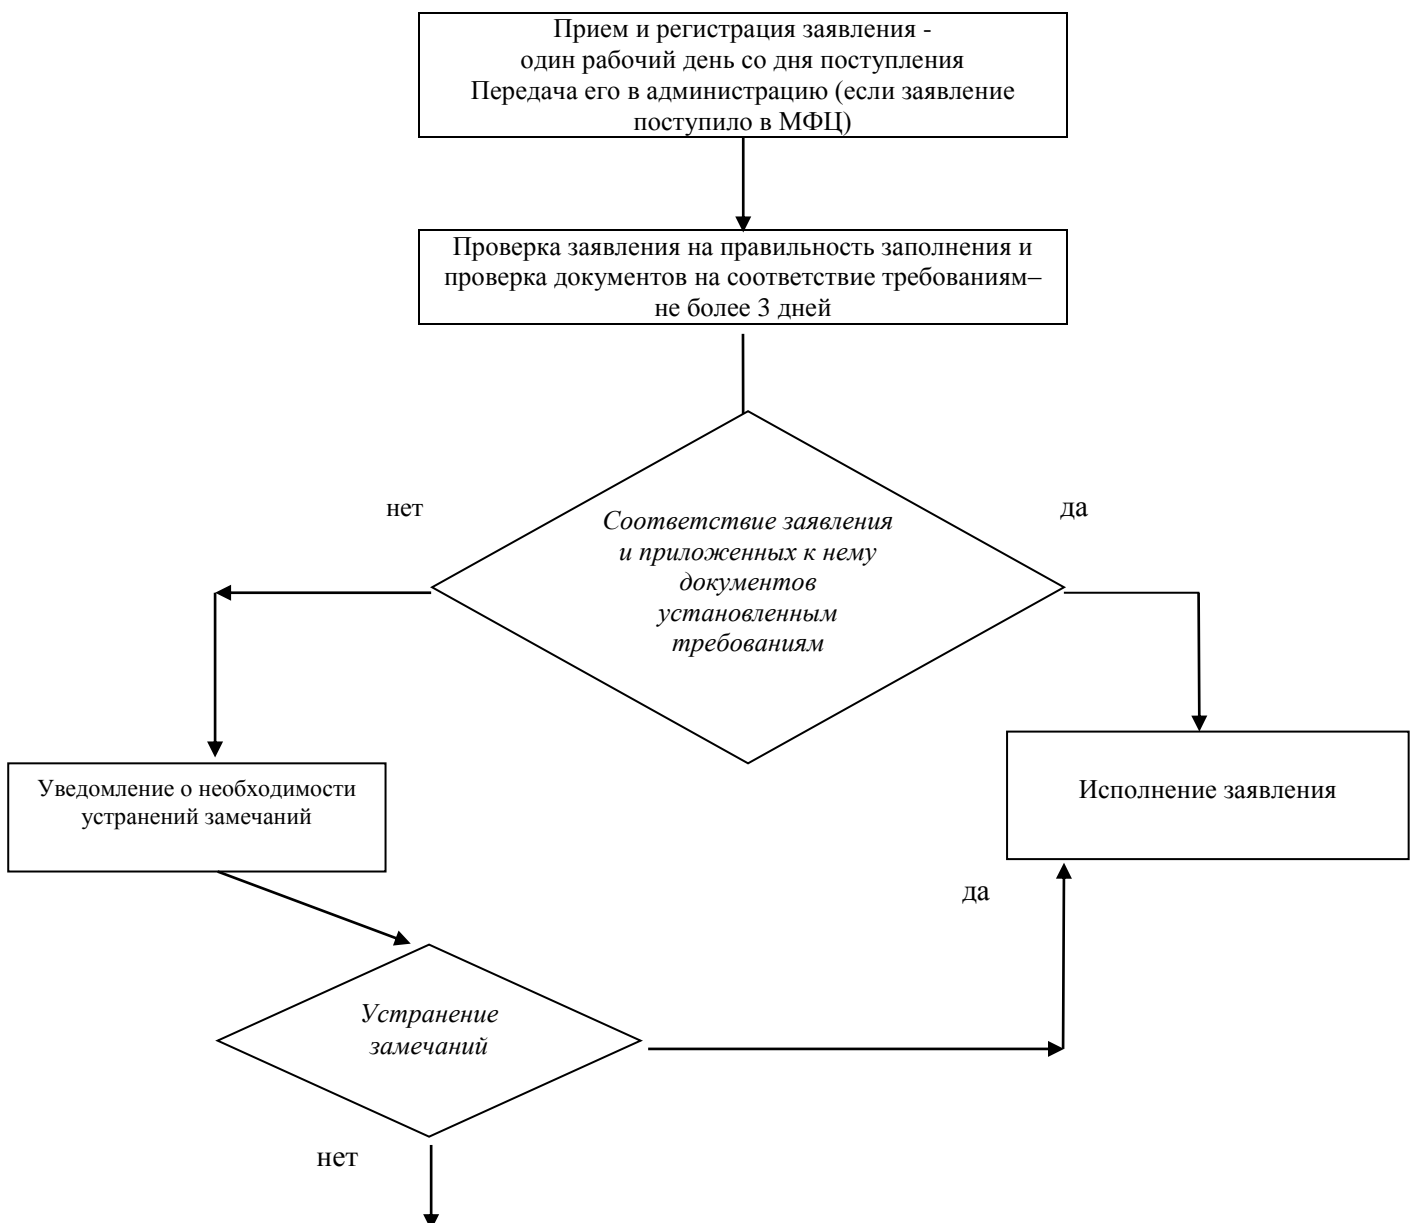 Прием и регистрация заявления -
один рабочий день со дня поступления
Передача его в администрацию (если заявление
поступило в МФЦ)
Проверка заявления на правильность заполнения и
проверка документов на соответствие требованиям–
не более 3 дней
нет
да
Соответствие заявления
и приложенных к нему
документов
установленным
требованиям
Уведомление о необходимости
устранений замечаний
Исполнение заявления
да
Устранение
замечаний
нет